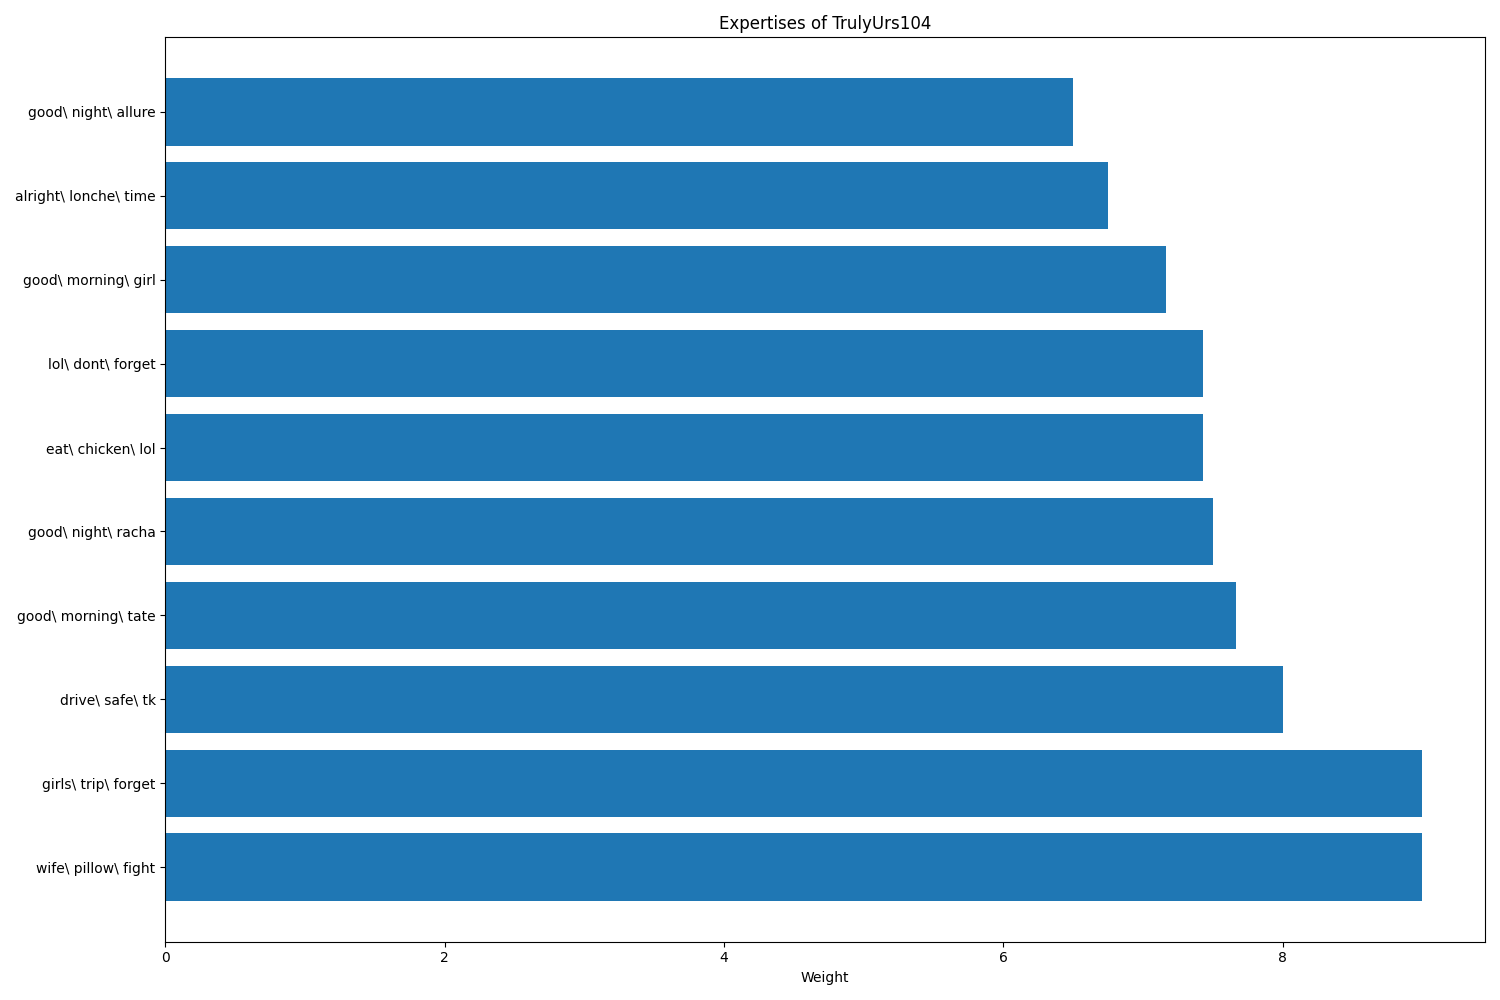 Expertises of TrulyUrs104
good\ night\ allure
alright\ lonche\ time
good\ morning\ girl
lol\ dont\ forget
eat\ chicken\ lol
good\ night\ racha
good\ morning\ tate
drive\ safe\ tk
girls\ trip\ forget
wife\ pillow\ fight
0 2 4 6 8
Weight